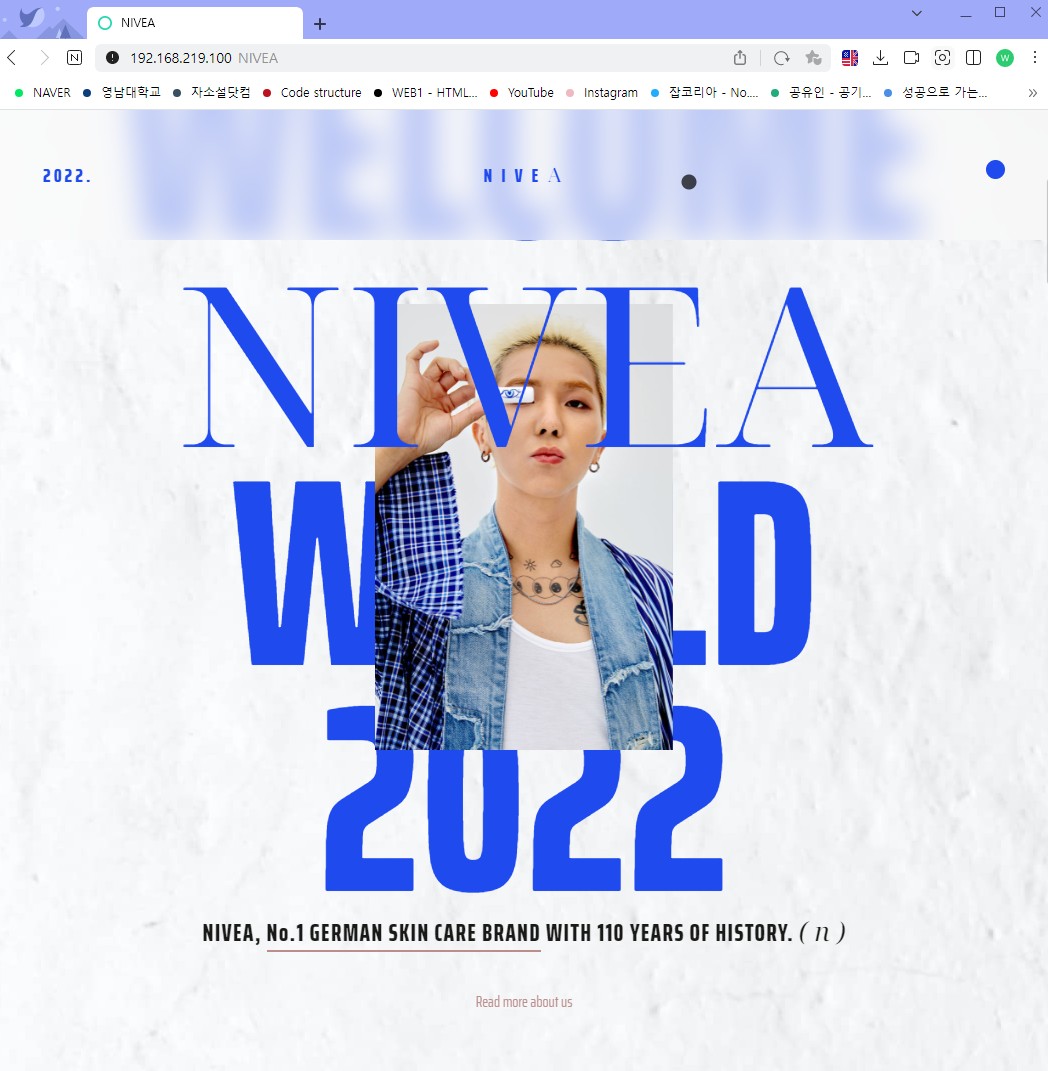 NIVEA
192.168.219.100 NIVEA
NAVER 영남대학교 자소설닷컴 Code structure WEB1 - HTML... YouTube Instagram 잡코리아 - No.... 공유인 - 공기... 성공으로 가는...
WELCOME
2022. NIVEA
NIVEA
W LD
2022
NIVEA, No.1 GERMAN SKIN CARE BRAND WITH 110 YEARS OF HISTORY. ( n )
Read more about us